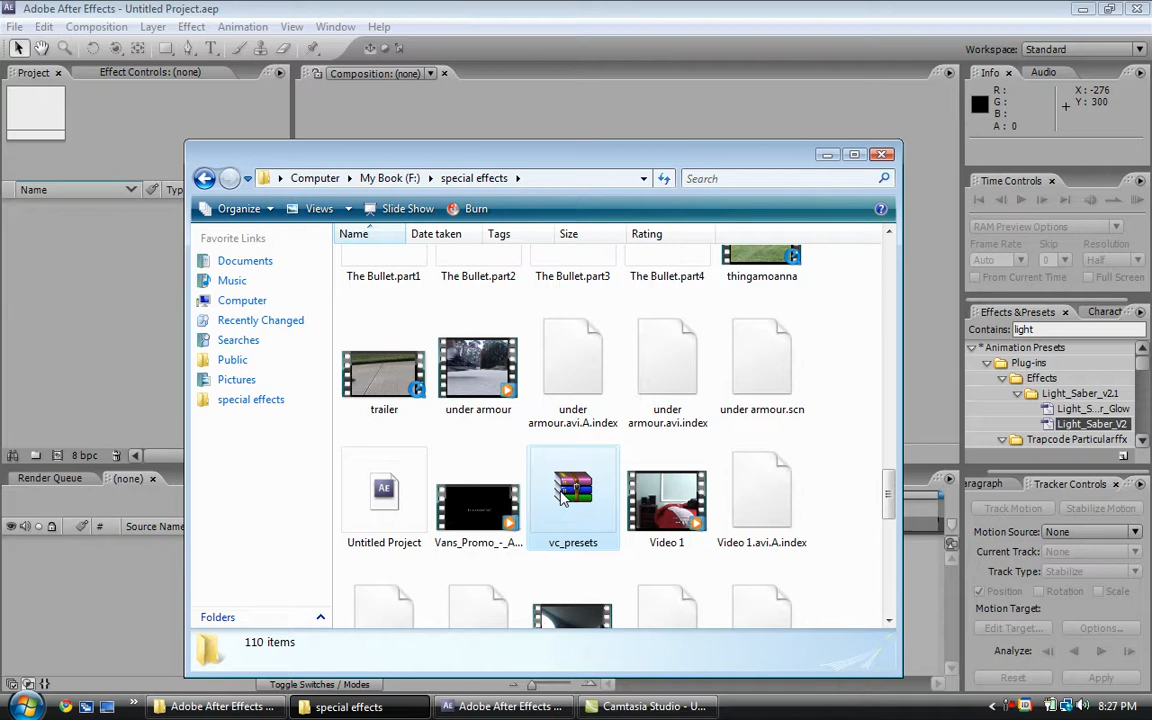 Adobe After Effects - Untitled Project.aep
File Edit Composition Layer Effect Animation View Window Help
Workspace: Standard
Project Effect Controls: (none) Composition: (none) Info Audio
R: X: -276
G: Y: 300
B:
A: 0
Name Typ
Computer My Book (F:) special effects Search
Organize Views Slide Show Burn
Favorite Links
Documents
Music
Computer
Recently Changed
Searches
Public
Pictures
special effects
Folders
Name Date taken Tags Size Rating
The Bullet.part1 The Bullet.part2 The Bullet.part3 The Bullet.part4 thingamoanna
trailer under armour under armour.avi.A.index under armour.avi.index under armour.scn
Untitled Project Vans_Promo_-_A... vc_presets Video 1 Video 1.avi.A.index
110 items
Time Controls
RAM Preview Options
Frame Rate Skip Resolution
Auto 0 Half
From Current Time Full Screen
Effects & Presets Charact
Contains: light
* Animation Presets
Plug-ins
Effects
Light_Saber_v2.1
Light_S...r_Glow
Light_Saber_V2
Trapcode Particularffx
aragraph Tracker Controls
Track Motion Stabilize Motion
Motion Source: None
Current Track: None
Track Type: Stabilize
Position Rotation Scale
Motion Target:
Edit Target... Options...
Analyze:
Reset Apply
8 bpc
Render Queue (none)
# Source Name
Toggle Switches / Modes
Adobe After Effects ... special effects Adobe After Effects ... Camtasia Studio - U... 8:27 PM